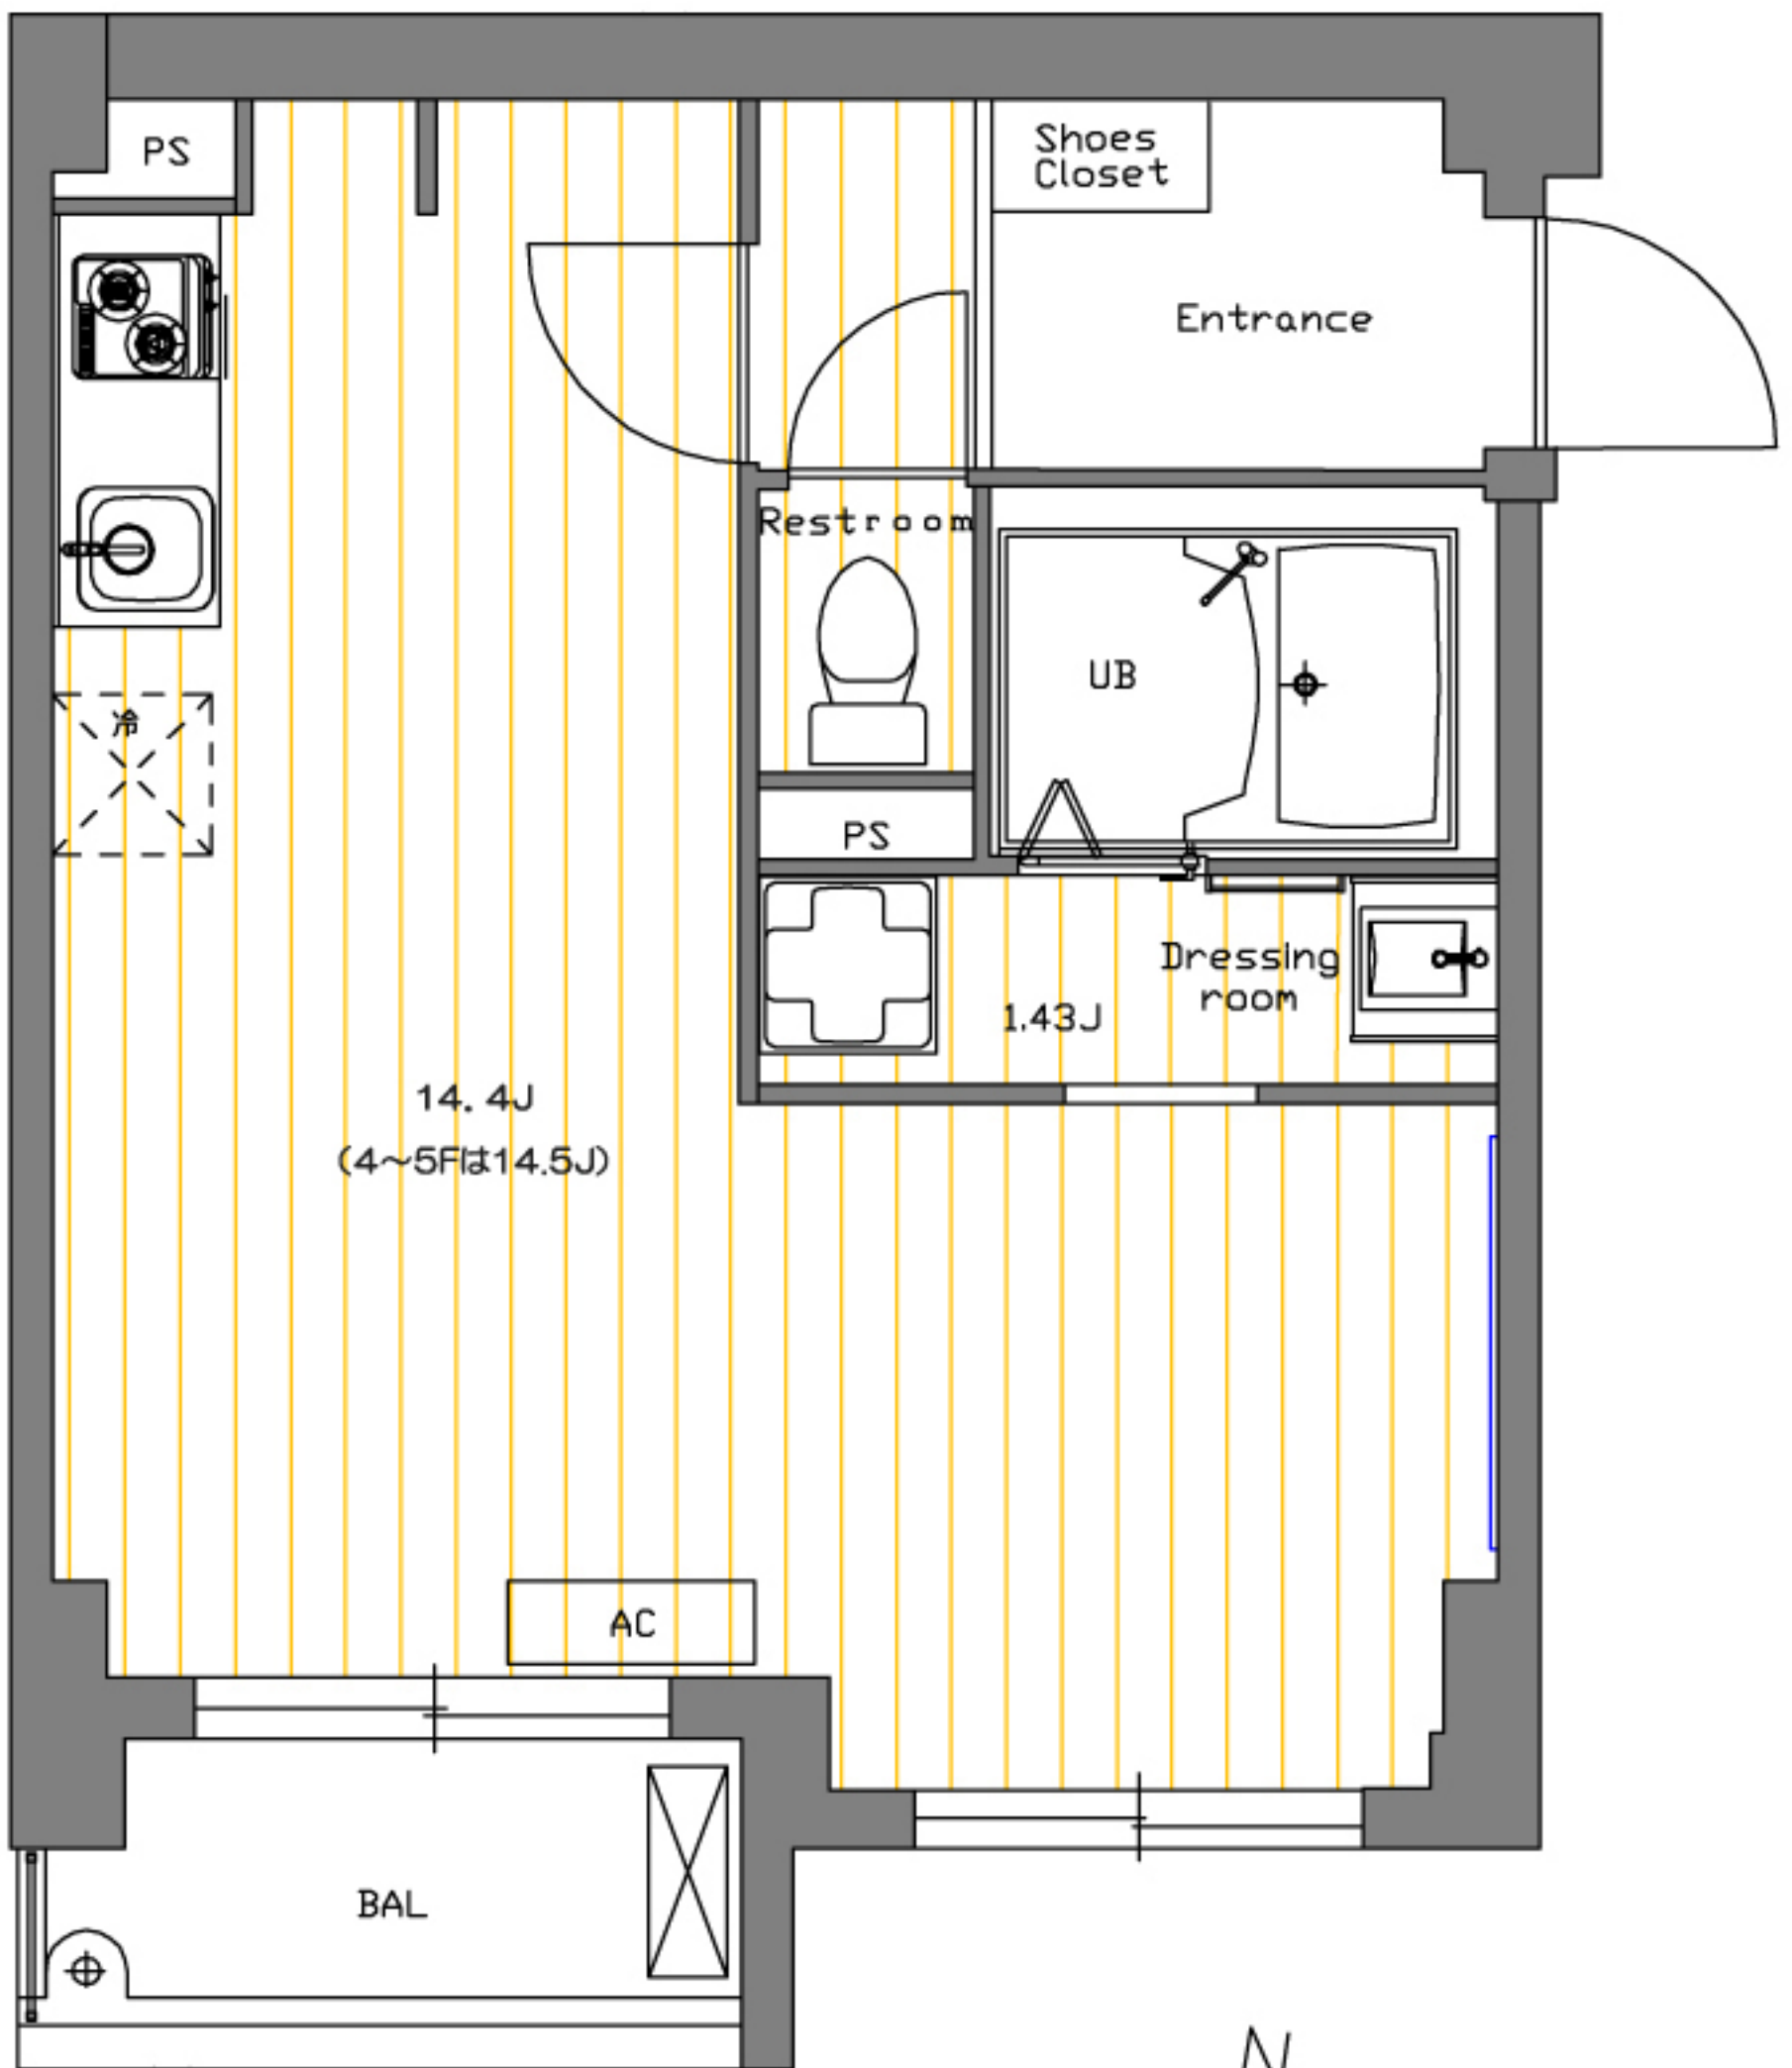 PS
Shoes
Closet
Entrance
Restroom
UB
冷
PS
Dressing
room
1.43J
14.4J
(4～5Fは14.5J)
AC
BAL
N